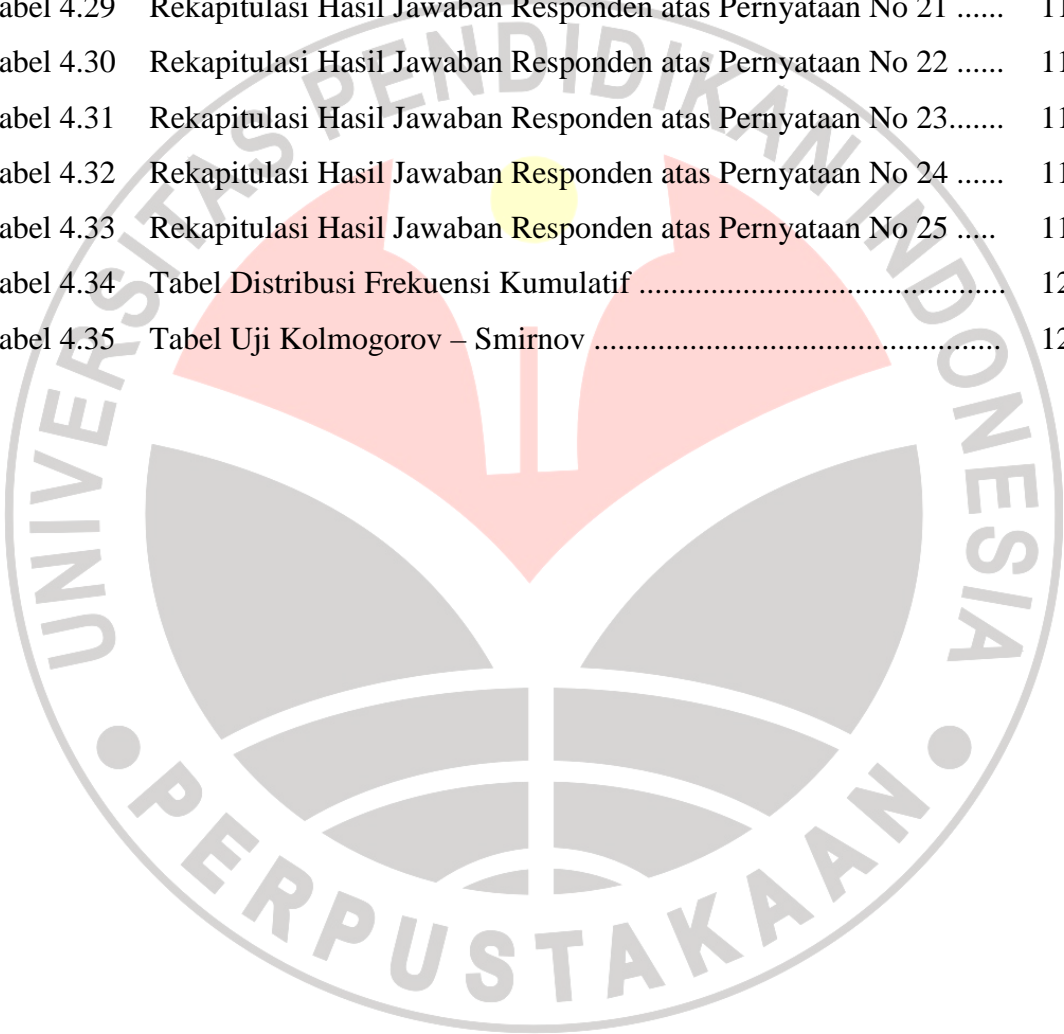 abel 4.29 Rekapitulasi Hasil Jawaban Responden atas Pernyataan No 21 ...... 11
abel 4.30 Rekapitulasi Hasil Jawaban Responden atas Pernyataan No 22 ...... 11
abel 4.31 Rekapitulasi Hasil Jawaban Responden atas Pernyataan No 23....... 11
abel 4.32 Rekapitulasi Hasil Jawaban Responden atas Pernyataan No 24 ...... 11
abel 4.33 Rekapitulasi Hasil Jawaban Responden atas Pernyataan No 25 ..... 11
abel 4.34 Tabel Distribusi Frekuensi Kumulatif .............................................. 12
abel 4.35 Tabel Uji Kolmogorov – Smirnov ................................................... 12
UNIVERSITAS PENDIDIKAN INDONESIA
PERPUSTAKAAN